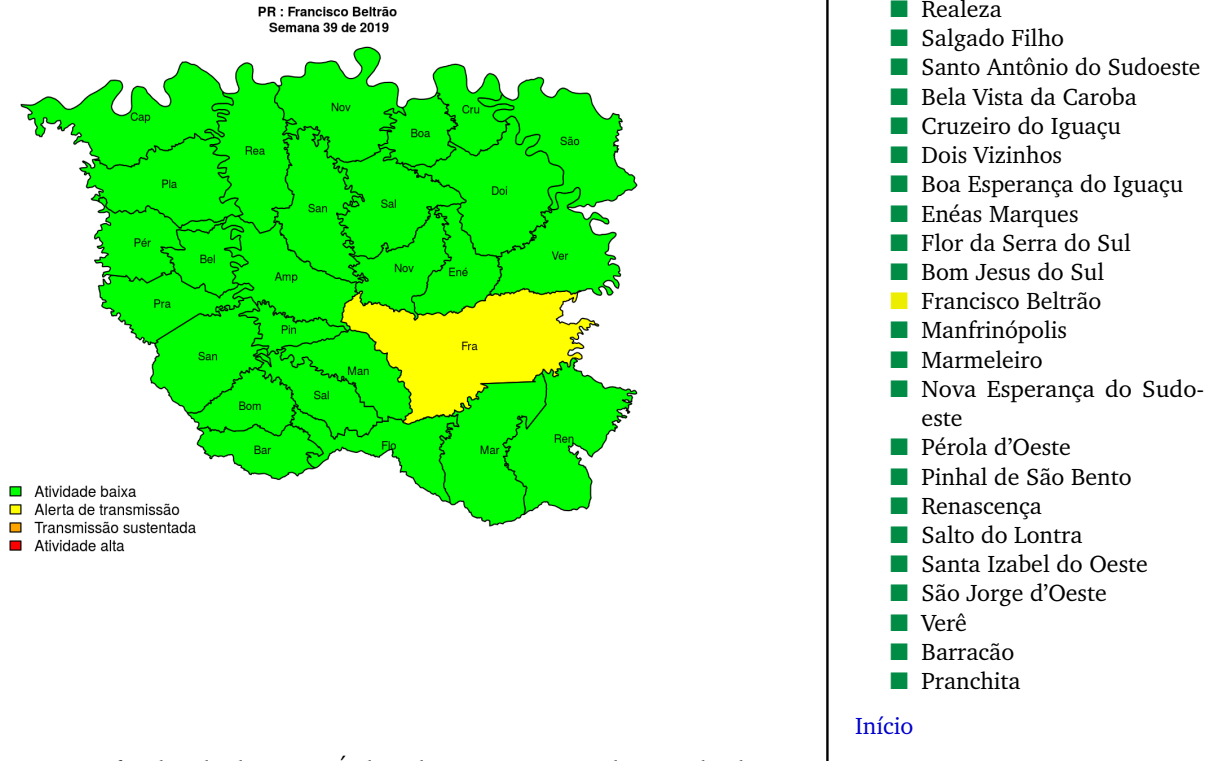 PR : Francisco Beltrão
Semana 39 de 2019
Nov
Cap
Cru
Boa
São
Rea
Pla
Doi
San
Sal
Pér
Bel
Ver
Nov
Ené
Amp
Pra
Pin
Fra
San
Man
Sal
Bom
Flo
Ren
Bar
Mar
Atividade baixa
Alerta de transmissão
Transmissão sustentada
Atividade alta
Realeza
Salgado Filho
Santo Antônio do Sudoeste
Bela Vista da Caroba
Cruzeiro do Iguaçu
Dois Vizinhos
Boa Esperança do Iguaçu
Enéas Marques
Flor da Serra do Sul
Bom Jesus do Sul
Francisco Beltrão
Manfrinópolis
Marmeleiro
Nova Esperança do Sudo-
este
Pérola d'Oeste
Pinhal de São Bento
Renascença
Salto do Lontra
Santa Izabel do Oeste
São Jorge d'Oeste
Verê
Barracão
Pranchita
Início